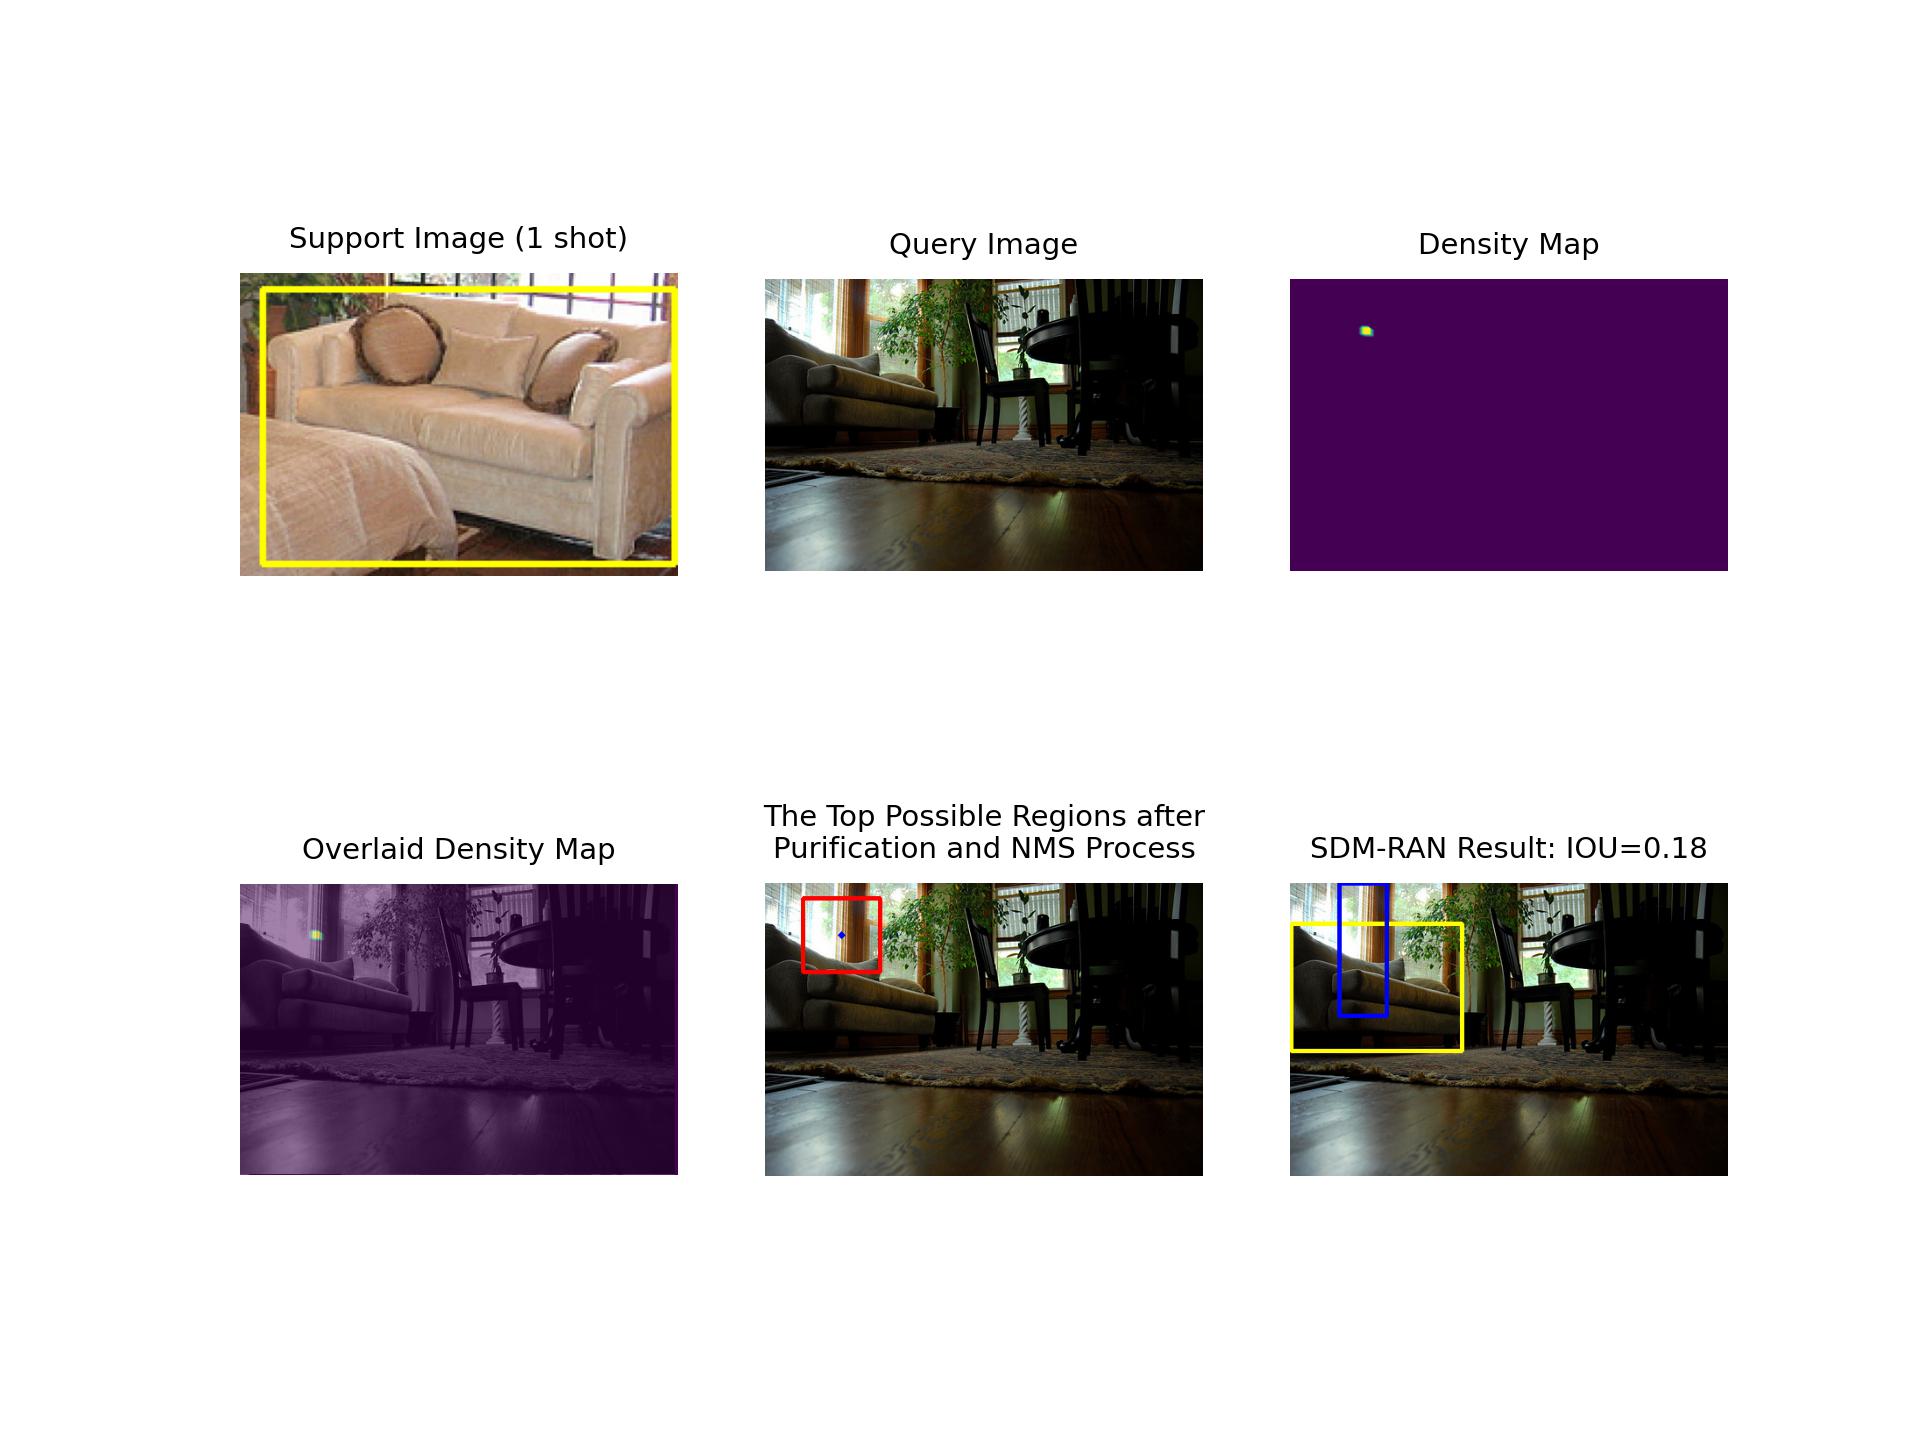 Support Image (1 shot)
Query Image
Density Map
Overlaid Density Map
The Top Possible Regions after
Purification and NMS Process
SDM-RAN Result: IOU=0.18